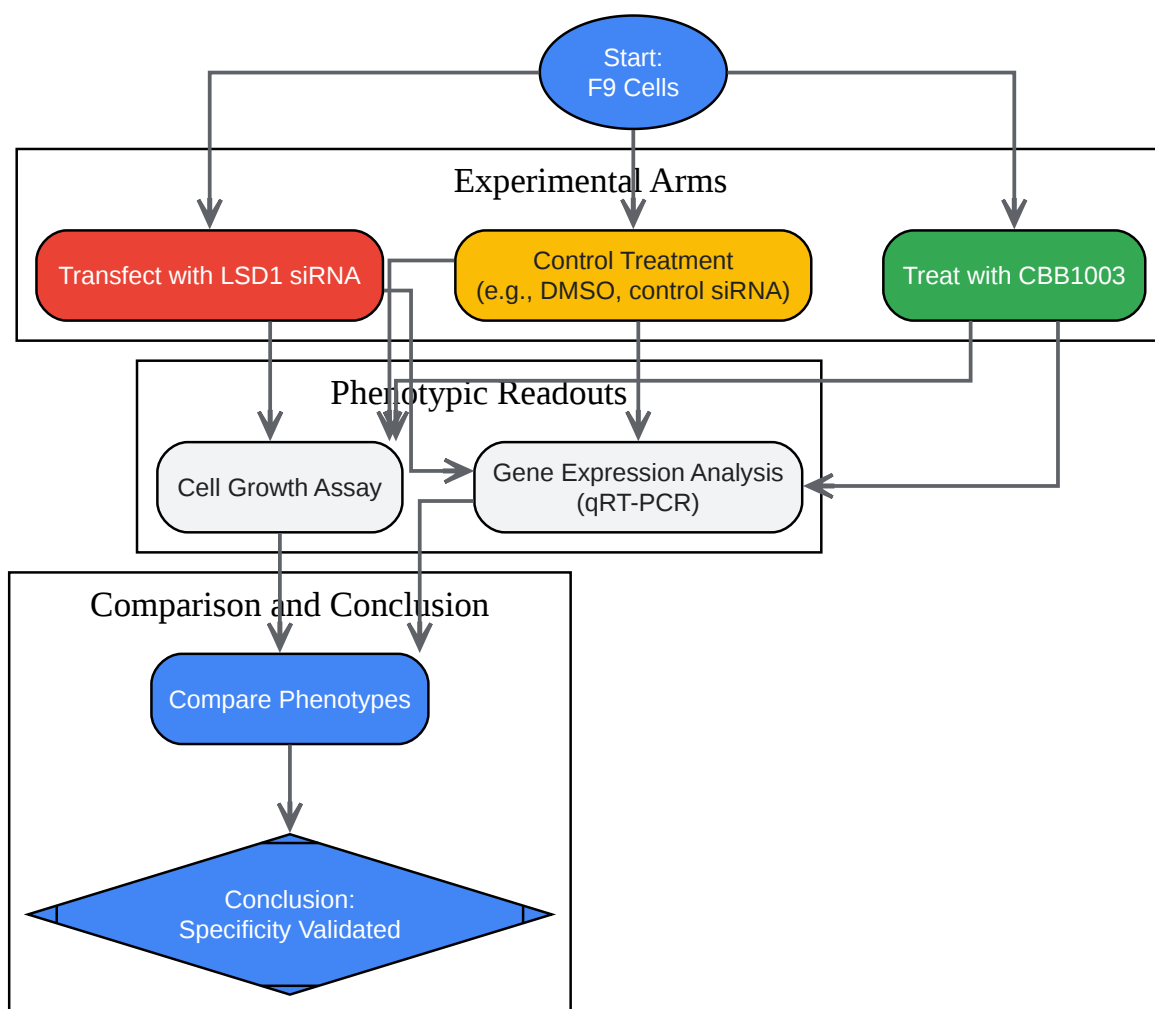 Start:
F9 Cells
Experimental Arms
Transfect with LSD1 siRNA
Control Treatment
(e.g., DMSO, control siRNA)
Treat with CBB1003
Phenotypic Readouts
Cell Growth Assay
Gene Expression Analysis
(qRT-PCR)
Comparison and Conclusion
Compare Phenotypes
Conclusion:
Specificity Validated